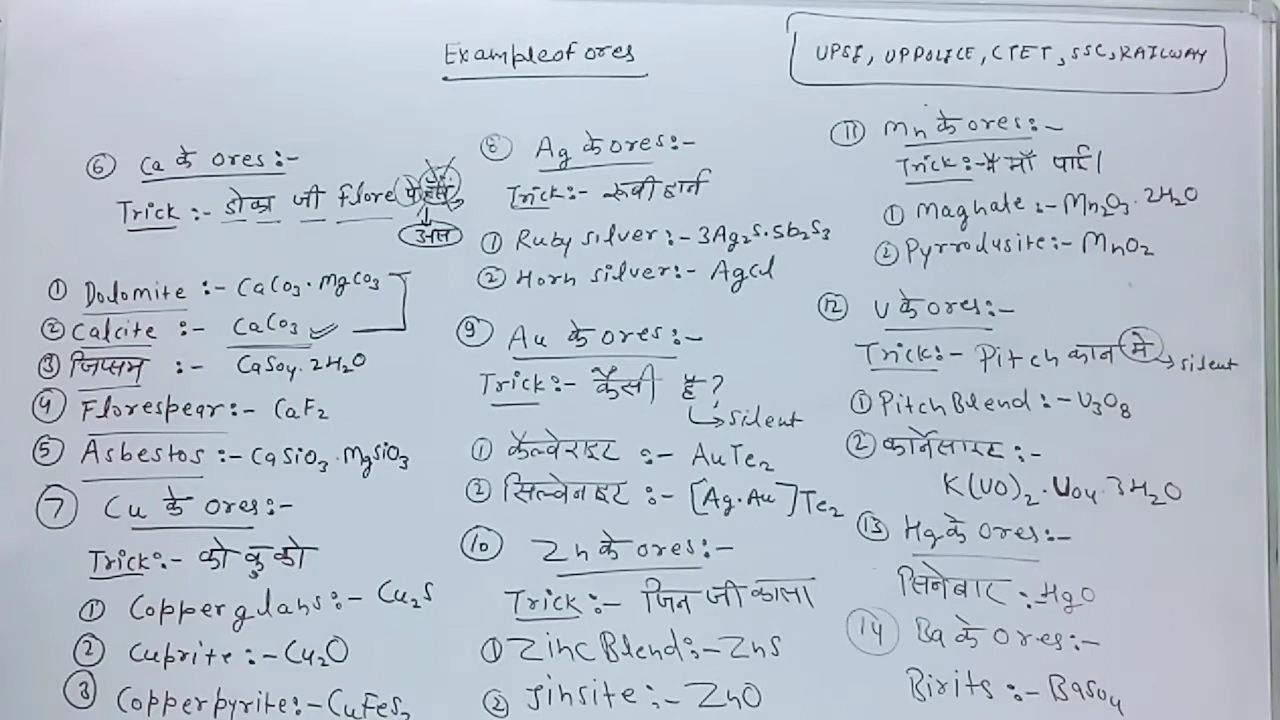 Example of ores
UPSI, UPPOLICE, CTET, SSC, RAILWAY
⑥ Ca के ores:-
Trick:- डोका जी Flore पे
अस
① Dolomite :- CaCO3.MgCO3
② Calcite :- CaCO3
③ जिप्सम :- CaSO4.2H2O
④ Florespear:- CaF2
⑤ Asbestos :- CaSiO3.MgSiO3
⑦ Cu के ores:-
Trick:- को कु को
① Copperglans:- Cu2S
② Cuprite:- Cu2O
③ Copperpyrite:- CuFeS2
⑧ Ag के ores:-
Trick:- रूबी हार्न
① Ruby silver:- 3Ag2S.Sb2S3
② Horn silver:- AgCl
⑨ Au के ores:-
Trick:- कैसी है?
silent
① कैल्वेराइट :- AuTe2
② सिल्वेनाइट :- [Ag.Au]Te2
⑩ Zn के ores:-
Trick:- जिन जी काला
① Zinc Blend:- ZnS
② Jinsite:- ZnO
⑪ Mn के ores:-
Trick:- मै माँ पाई।
① Maghate:- Mn2O3.2H2O
② Pyrrodusite:- MnO2
⑫ U के ores:-
Trick:- Pitch कान मे silent
① PitchBlend:- U3O8
② कार्नेलाइट :-
K(UO)2.UO4.3H2O
⑬ Hg के ores:-
सिनेबार :- HgO
⑭ Ba के ores:-
Birits :- BaSO4